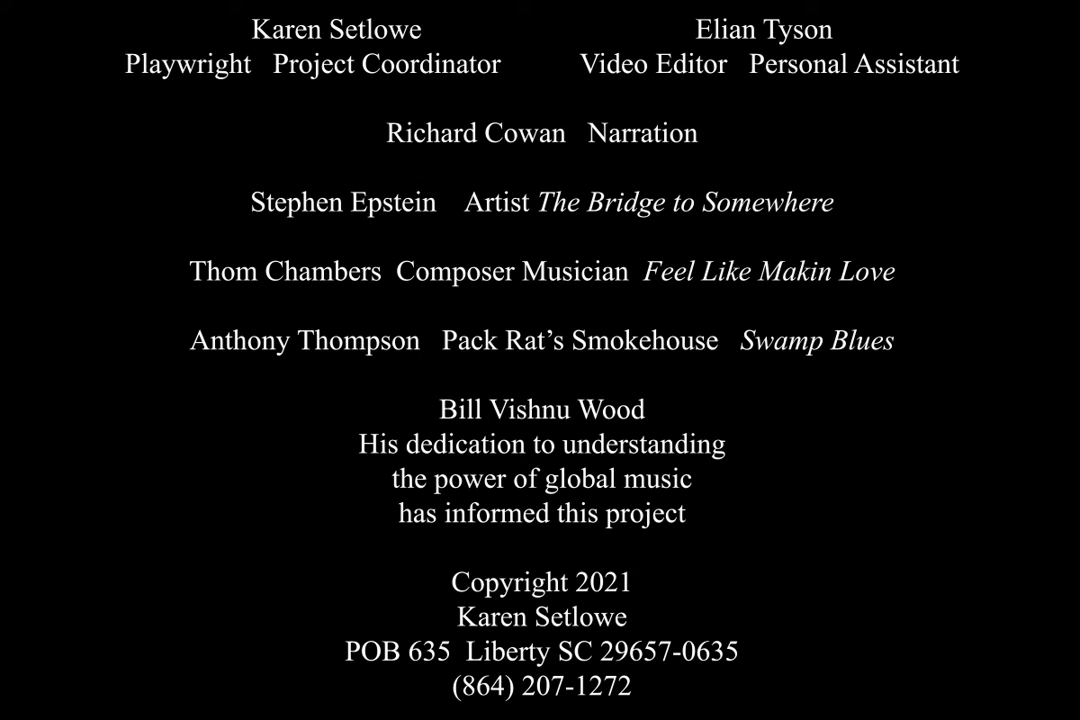 Karen Setlowe Elian Tyson
Playwright Project Coordinator Video Editor Personal Assistant
Richard Cowan Narration
Stephen Epstein Artist The Bridge to Somewhere
Thom Chambers Composer Musician Feel Like Makin Love
Anthony Thompson Pack Rat’s Smokehouse Swamp Blues
Bill Vishnu Wood
His dedication to understanding
the power of global music
has informed this project
Copyright 2021
Karen Setlowe
POB 635 Liberty SC 29657-0635
(864) 207-1272